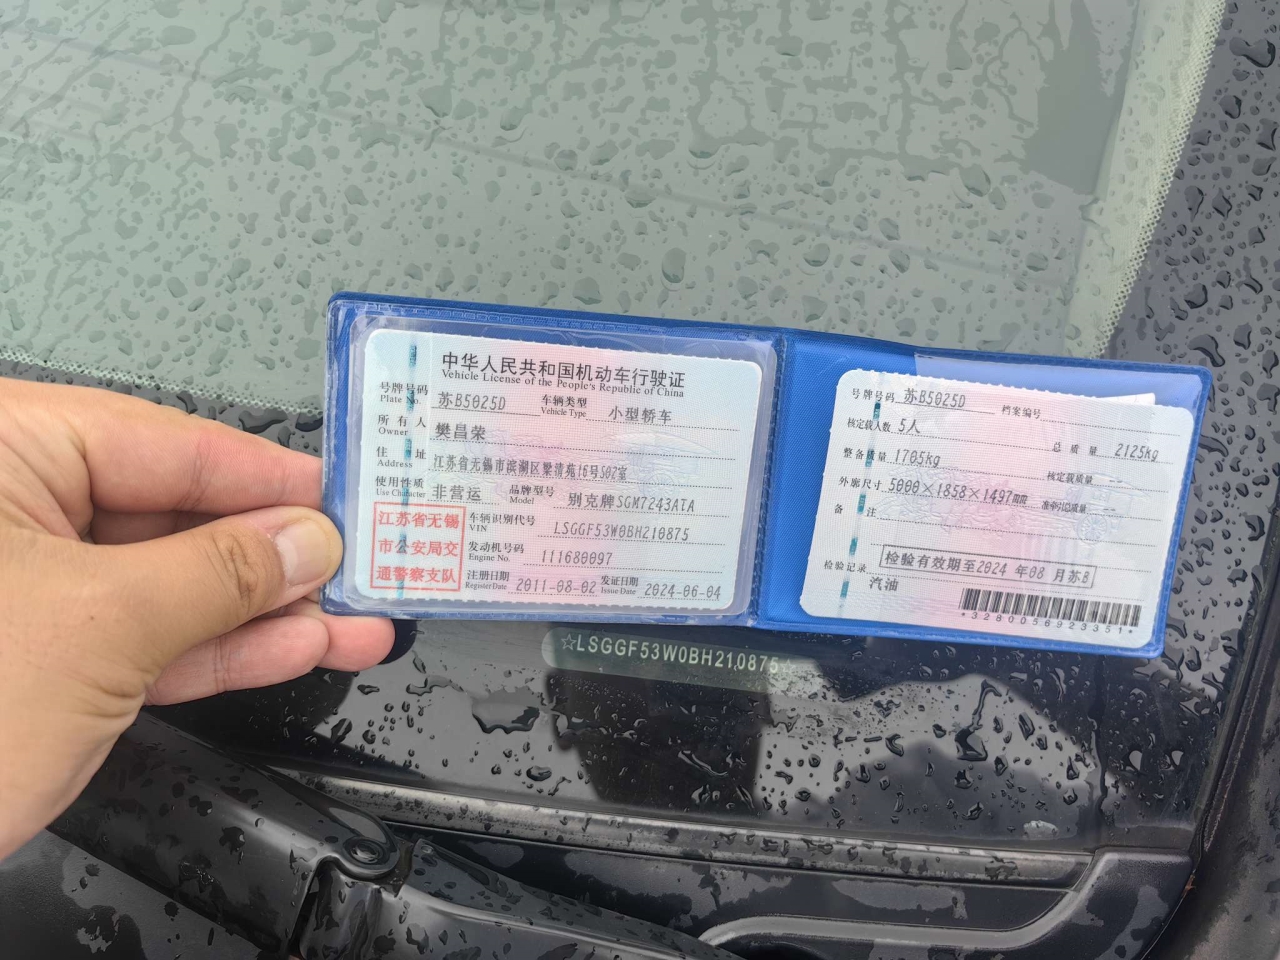 中华人民共和国机动车行驶证
Vehicle License of the People's Republic of China
号牌号码 苏B5025D 车辆类型 小型轿车
Plate No. Vehicle Type
所有人 樊昌荣
Owner
住址 江苏省无锡市滨湖区梁清苑16号502室
Address
使用性质 非营运 品牌型号 别克牌SGM7243ATA
Use Character Model
江苏省无锡
市公安局交
通警察支队
车辆识别代号 LSGGF53W0BH210875
VIN
发动机号码 111680097
Engine No.
注册日期 2011-08-02 发证日期 2024-06-04
Register Date Issue Date
号牌号码 苏B5025D 档案编号
核定载人数 5人 总质量 2125kg
整备质量 1705kg 核定载质量 --
外廓尺寸 5000×1858×1497mm 准牵引总质量 --
备注
检验有效期至2024年08月苏B
检验记录
汽油
*3280056923351*
☆LSGGF53W0BH210875☆